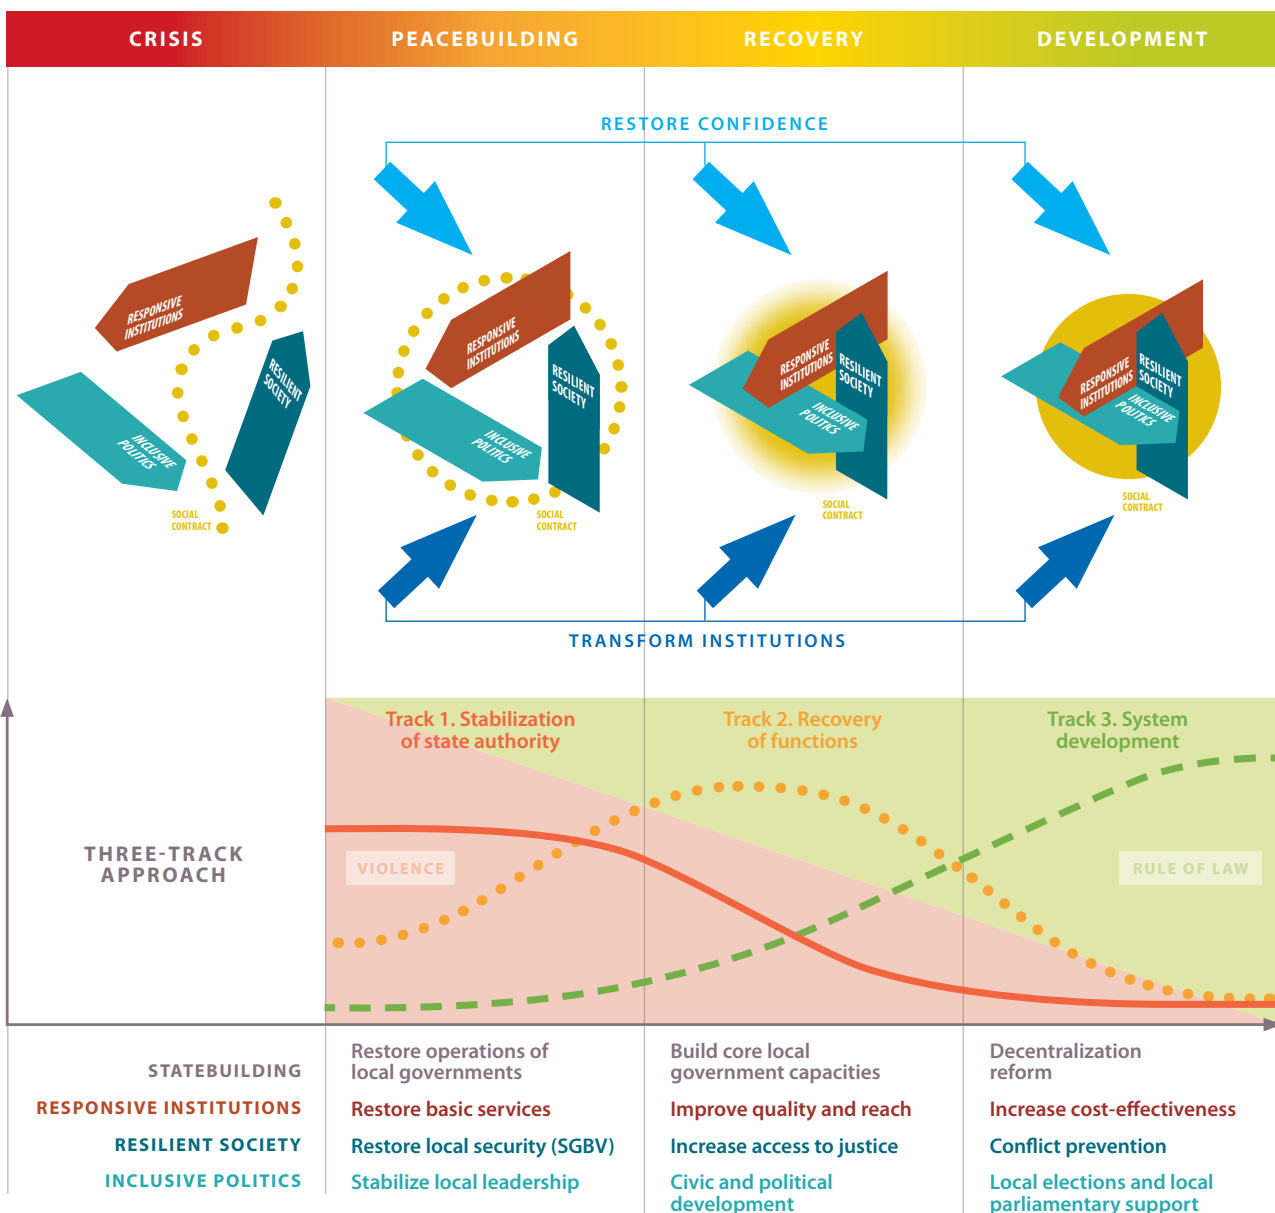 CRISIS
PEACEBUILDING
RECOVERY
DEVELOPMENT
RESTORE CONFIDENCE
RESPONSIVE
INSTITUTIONS
RESILIENT
SOCIETY
INCLUSIVE
POLITICS
SOCIAL
CONTRACT
RESPONSIVE
INSTITUTIONS
RESILIENT
SOCIETY
INCLUSIVE
POLITICS
SOCIAL
CONTRACT
RESPONSIVE
INSTITUTIONS
RESILIENT
SOCIETY
INCLUSIVE
POLITICS
SOCIAL
CONTRACT
RESPONSIVE
INSTITUTIONS
RESILIENT
SOCIETY
INCLUSIVE
POLITICS
SOCIAL
CONTRACT
TRANSFORM INSTITUTIONS
Track 1. Stabilization
of state authority
Track 2. Recovery
of functions
Track 3. System
development
THREE-TRACK
APPROACH
VIOLENCE
RULE OF LAW
STATEBUILDING
Restore operations of
local governments
Build core local
government capacities
Decentralization
reform
RESPONSIVE INSTITUTIONS
Restore basic services
Improve quality and reach
Increase cost-effectiveness
RESILIENT SOCIETY
Restore local security (SGBV)
Increase access to justice
Conflict prevention
INCLUSIVE POLITICS
Stabilize local leadership
Civic and political
development
Local elections and local
parliamentary support